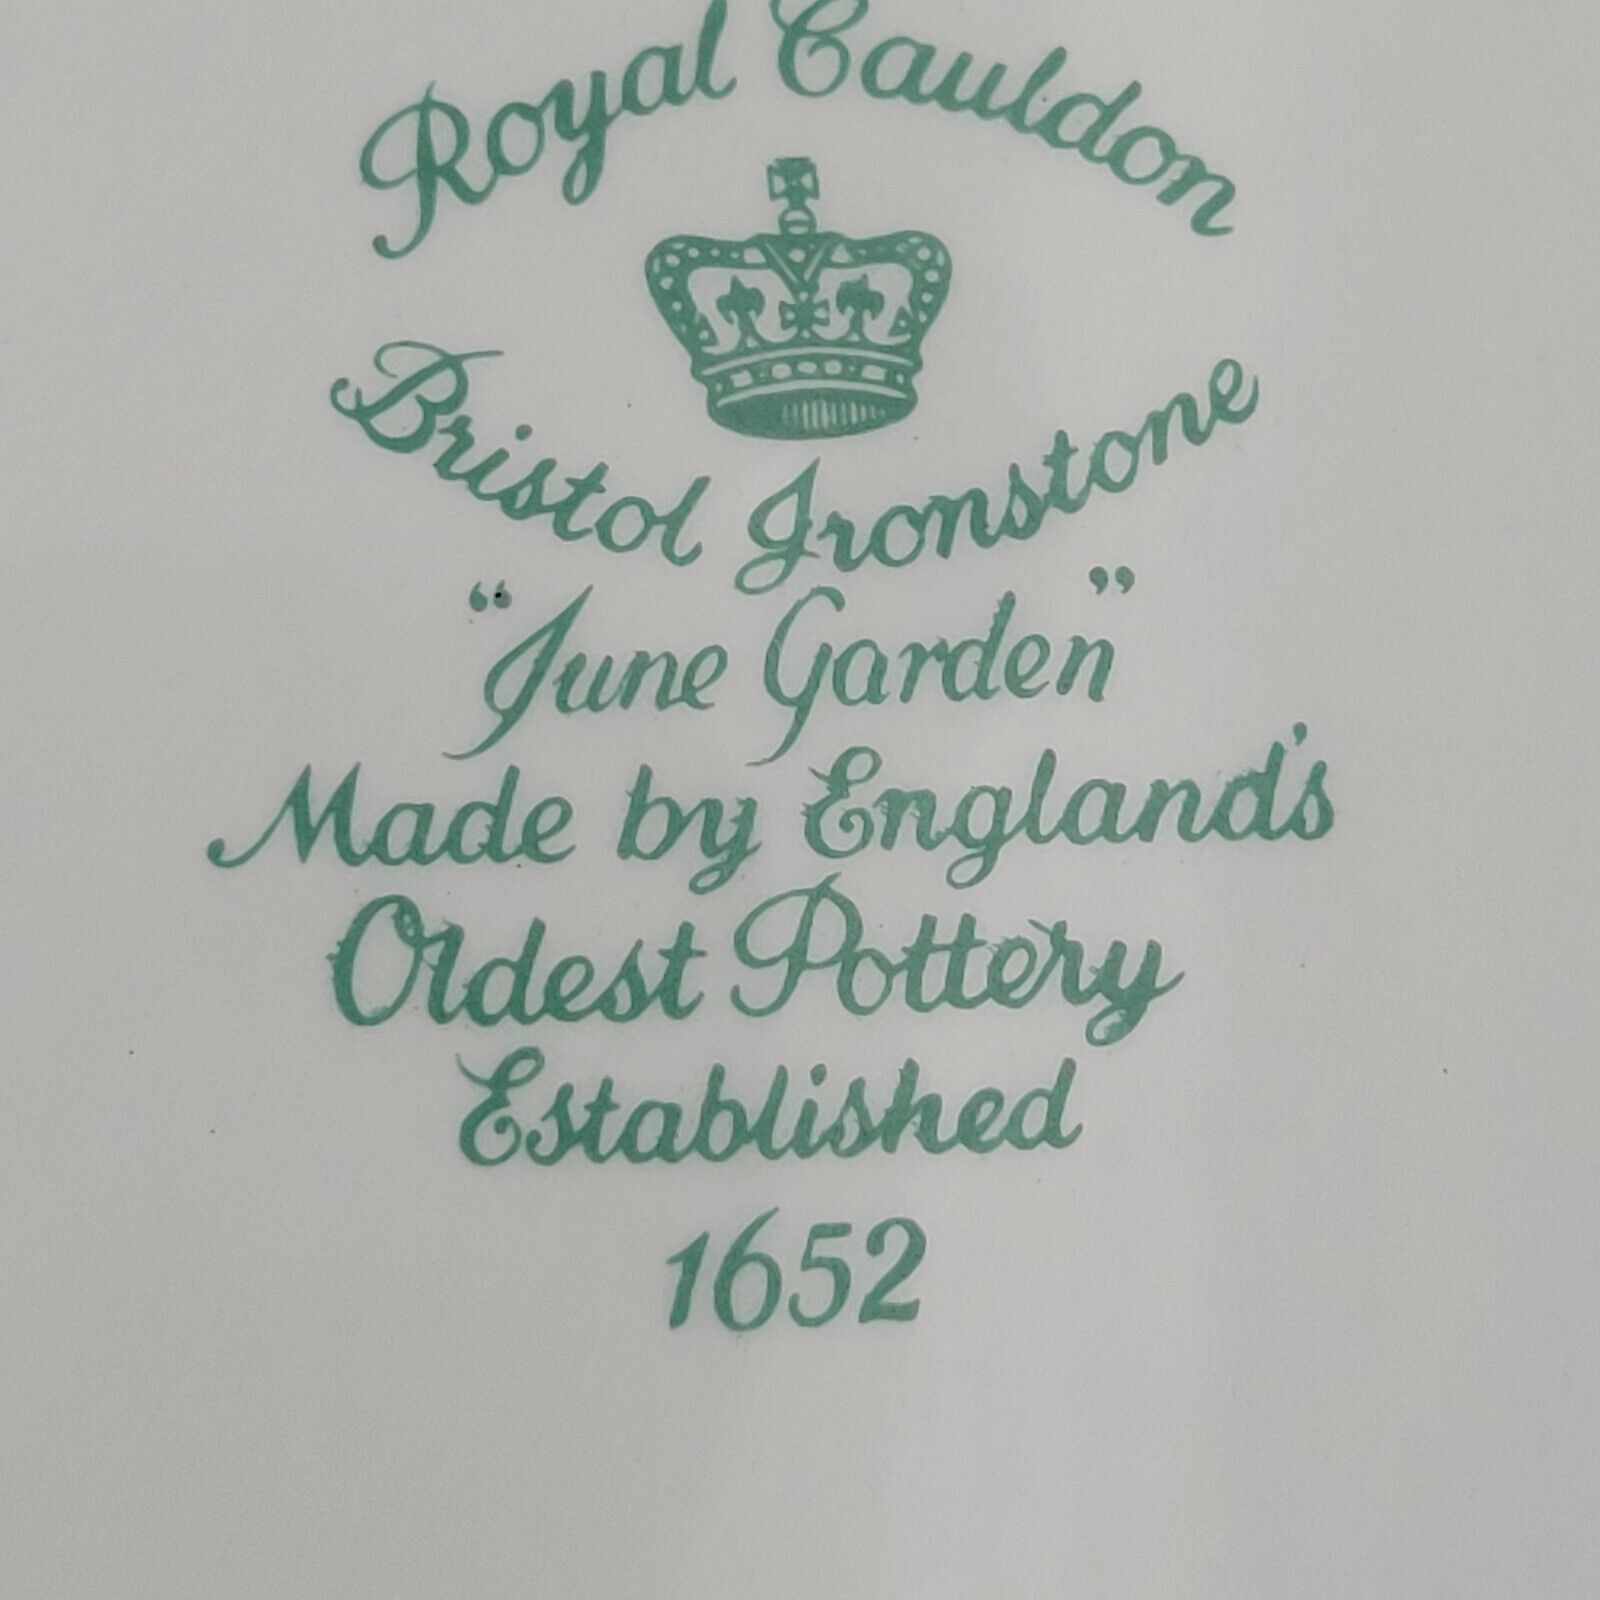 Royal Cauldon
Bristol Ironstone
“June Garden”
Made by England's
Oldest Pottery
Established
1652